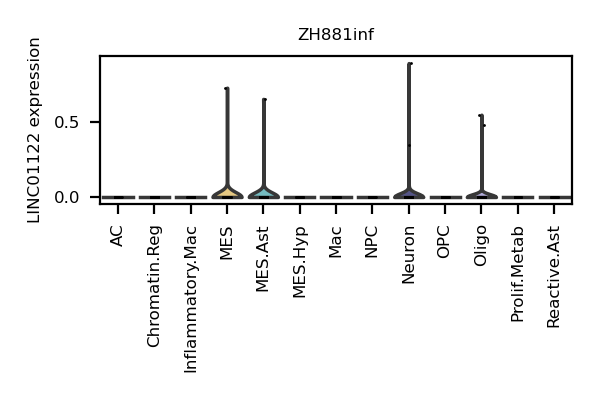 ZH881inf
LINC01122 expression
0.5
0.0
AC
Chromatin.Reg
Inflammatory.Mac
MES
MES.Ast
MES.Hyp
Mac
NPC
Neuron
OPC
Oligo
Prolif.Metab
Reactive.Ast